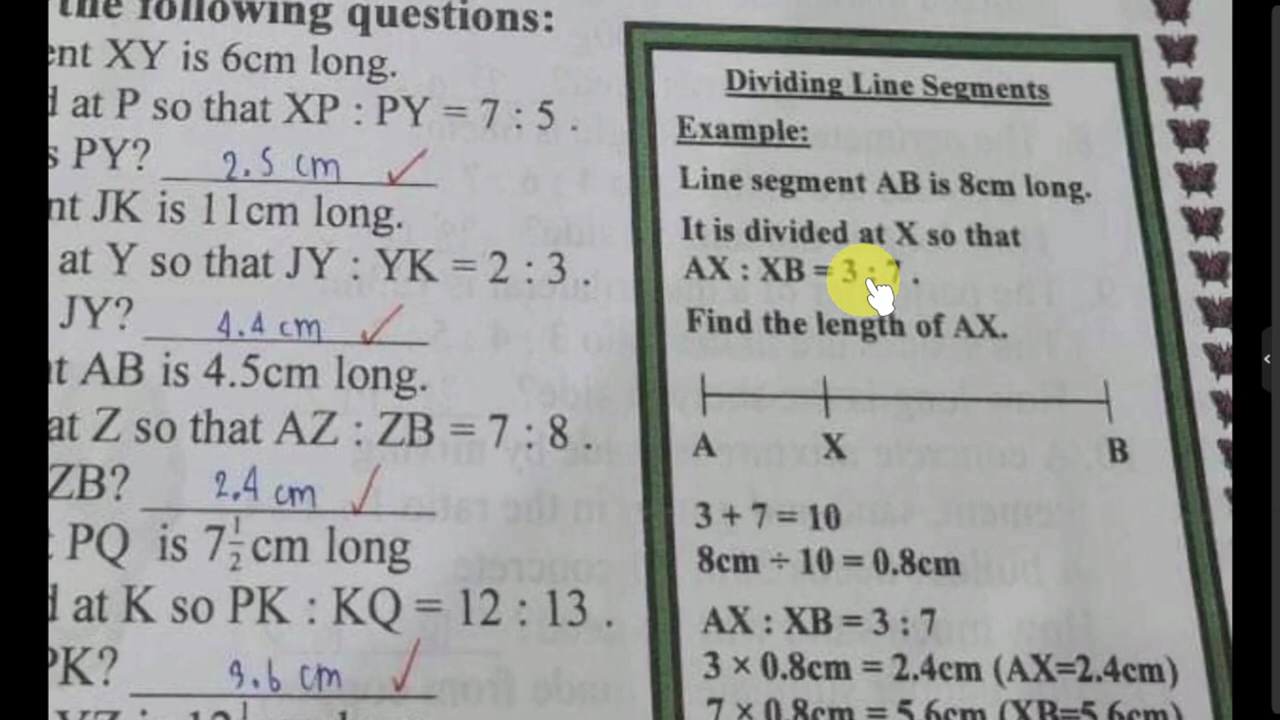 the following questions:
ent XY is 6cm long.
d at P so that XP : PY = 7 : 5 .
s PY? 2.5 cm
nt JK is 11cm long.
at Y so that JY : YK = 2 : 3 .
JY? 4.4 cm
t AB is 4.5cm long.
at Z so that AZ : ZB = 7 : 8 .
ZB? 2.4 cm
PQ is 7 1/2 cm long
d at K so PK : KQ = 12 : 13 .
PK? 3.6 cm
Dividing Line Segments
Example:
Line segment AB is 8cm long.
It is divided at X so that
AX : XB = 3 : 7 .
Find the length of AX.
A X B
3 + 7 = 10
8cm ÷ 10 = 0.8cm
AX : XB = 3 : 7
3 × 0.8cm = 2.4cm (AX=2.4cm)
7 × 0.8cm = 5.6cm (XB=5.6cm)